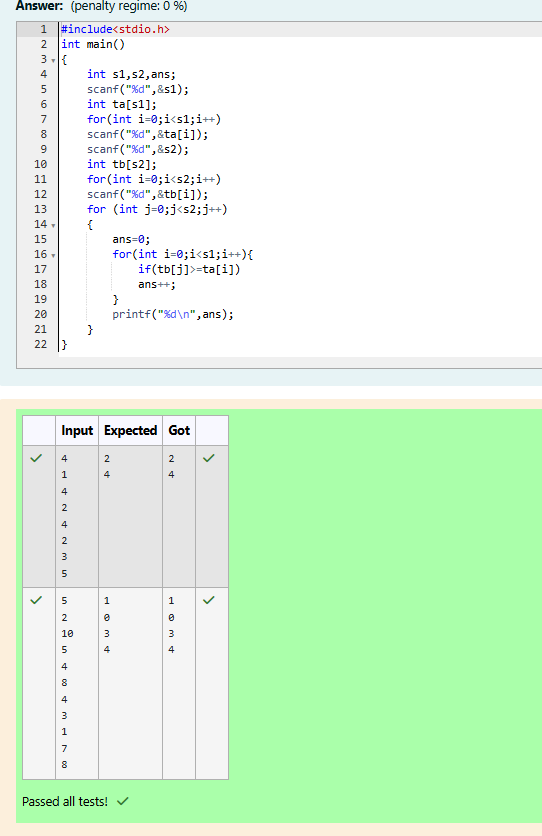 Answer: (penalty regime: 0 %)
1 #include<stdio.h>
2 int main()
3 {
4 int s1,s2,ans;
5 scanf("%d",&s1);
6 int ta[s1];
7 for(int i=0;i<s1;i++)
8 scanf("%d",&ta[i]);
9 scanf("%d",&s2);
10 int tb[s2];
11 for(int i=0;i<s2;i++)
12 scanf("%d",&tb[i]);
13 for (int j=0;j<s2;j++)
14 {
15 ans=0;
16 for(int i=0;i<s1;i++){
17 if(tb[j]>=ta[i])
18 ans++;
19 }
20 printf("%d\n",ans);
21 }
22 }
Input Expected Got
4 2 2
1 4 4
4
2
4
2
3
5
5 1 1
2 0 0
10 3 3
5 4 4
4
8
4
3
1
7
8
Passed all tests!